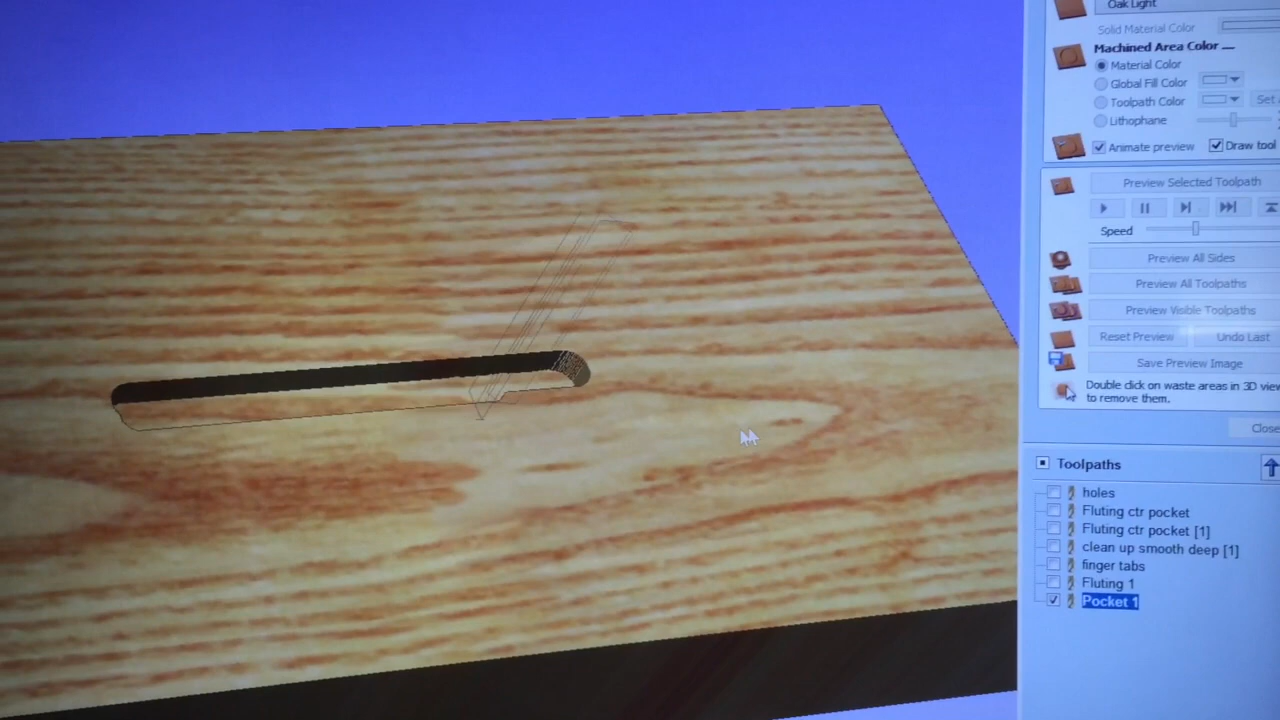 Oak Light
Solid Material Color
Machined Area Color
Material Color
Global Fill Color
Toolpath Color
Set
Lithophane
Animate preview
Draw tool
Preview Selected Toolpath
Speed
Preview All Sides
Preview All Toolpaths
Preview Visible Toolpaths
Reset Preview
Undo Last
Save Preview Image
Double click on waste areas in 3D view
to remove them.
Close
Toolpaths
holes
Fluting ctr pocket
Fluting ctr pocket [1]
clean up smooth deep [1]
finger tabs
Fluting 1
Pocket 1